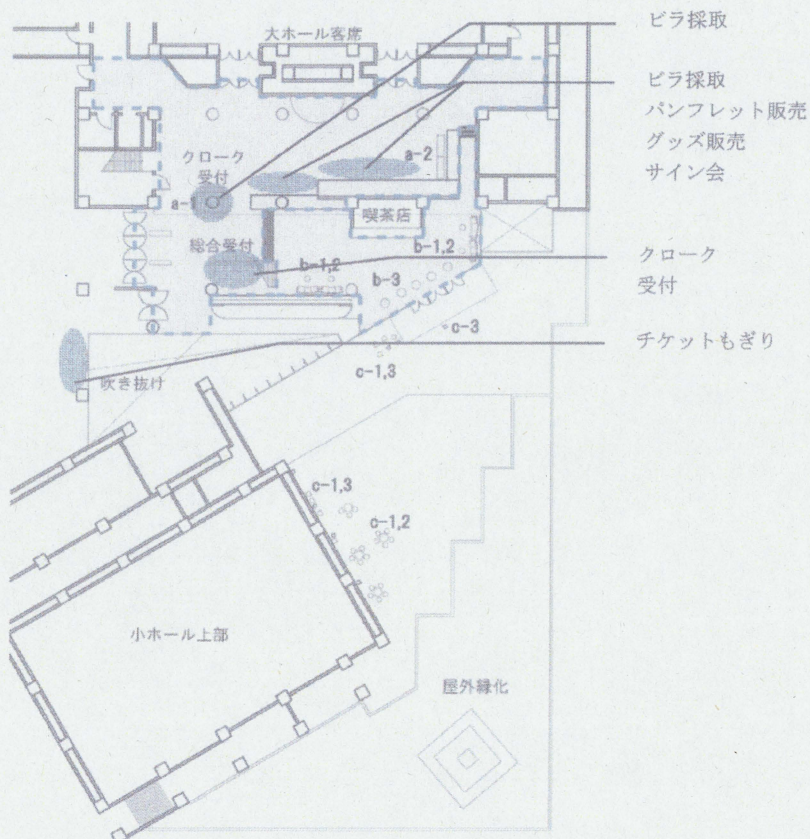 大ホール客席
ビラ採取
ビラ採取
パンフレット販売
グッズ販売
サイン会
a-2
クローク
受付
a-1
喫茶店
総合受付
b-1,2
b-1,2
b-3
クローク
受付
c-3
チケットもぎり
c-1,3
吹き抜け
c-1,3
c-1,2
小ホール上部
屋外緑化